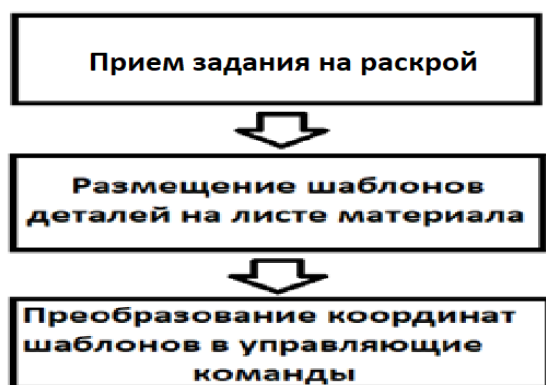 Прием задания на раскрой
Размещение шаблонов
деталей на листе материала
Преобразование координат
шаблонов в управляющие
команды